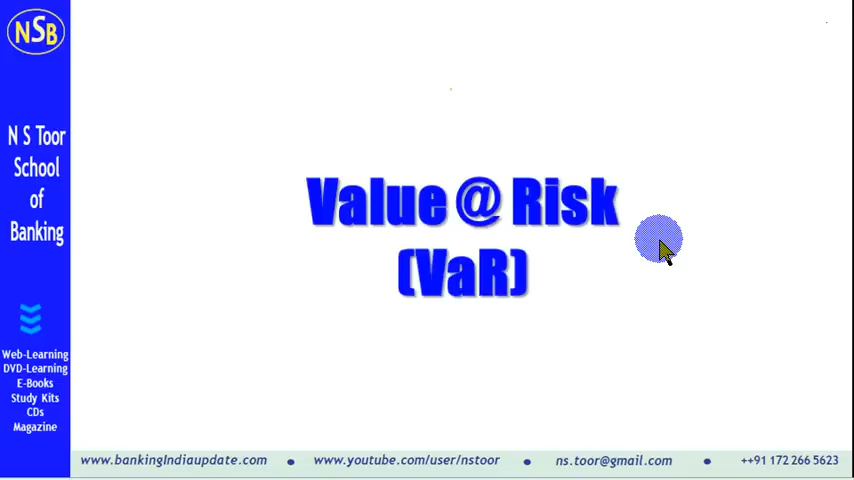 NSB
N S Toor
School
of
Banking
Web-Learning
DVD-Learning
E-Books
Study Kits
CDs
Magazine
Value @ Risk
(VaR)
www.bankingIndiaupdate.com • www.youtube.com/user/nstoor • ns.toor@gmail.com • ++91 172 266 5623